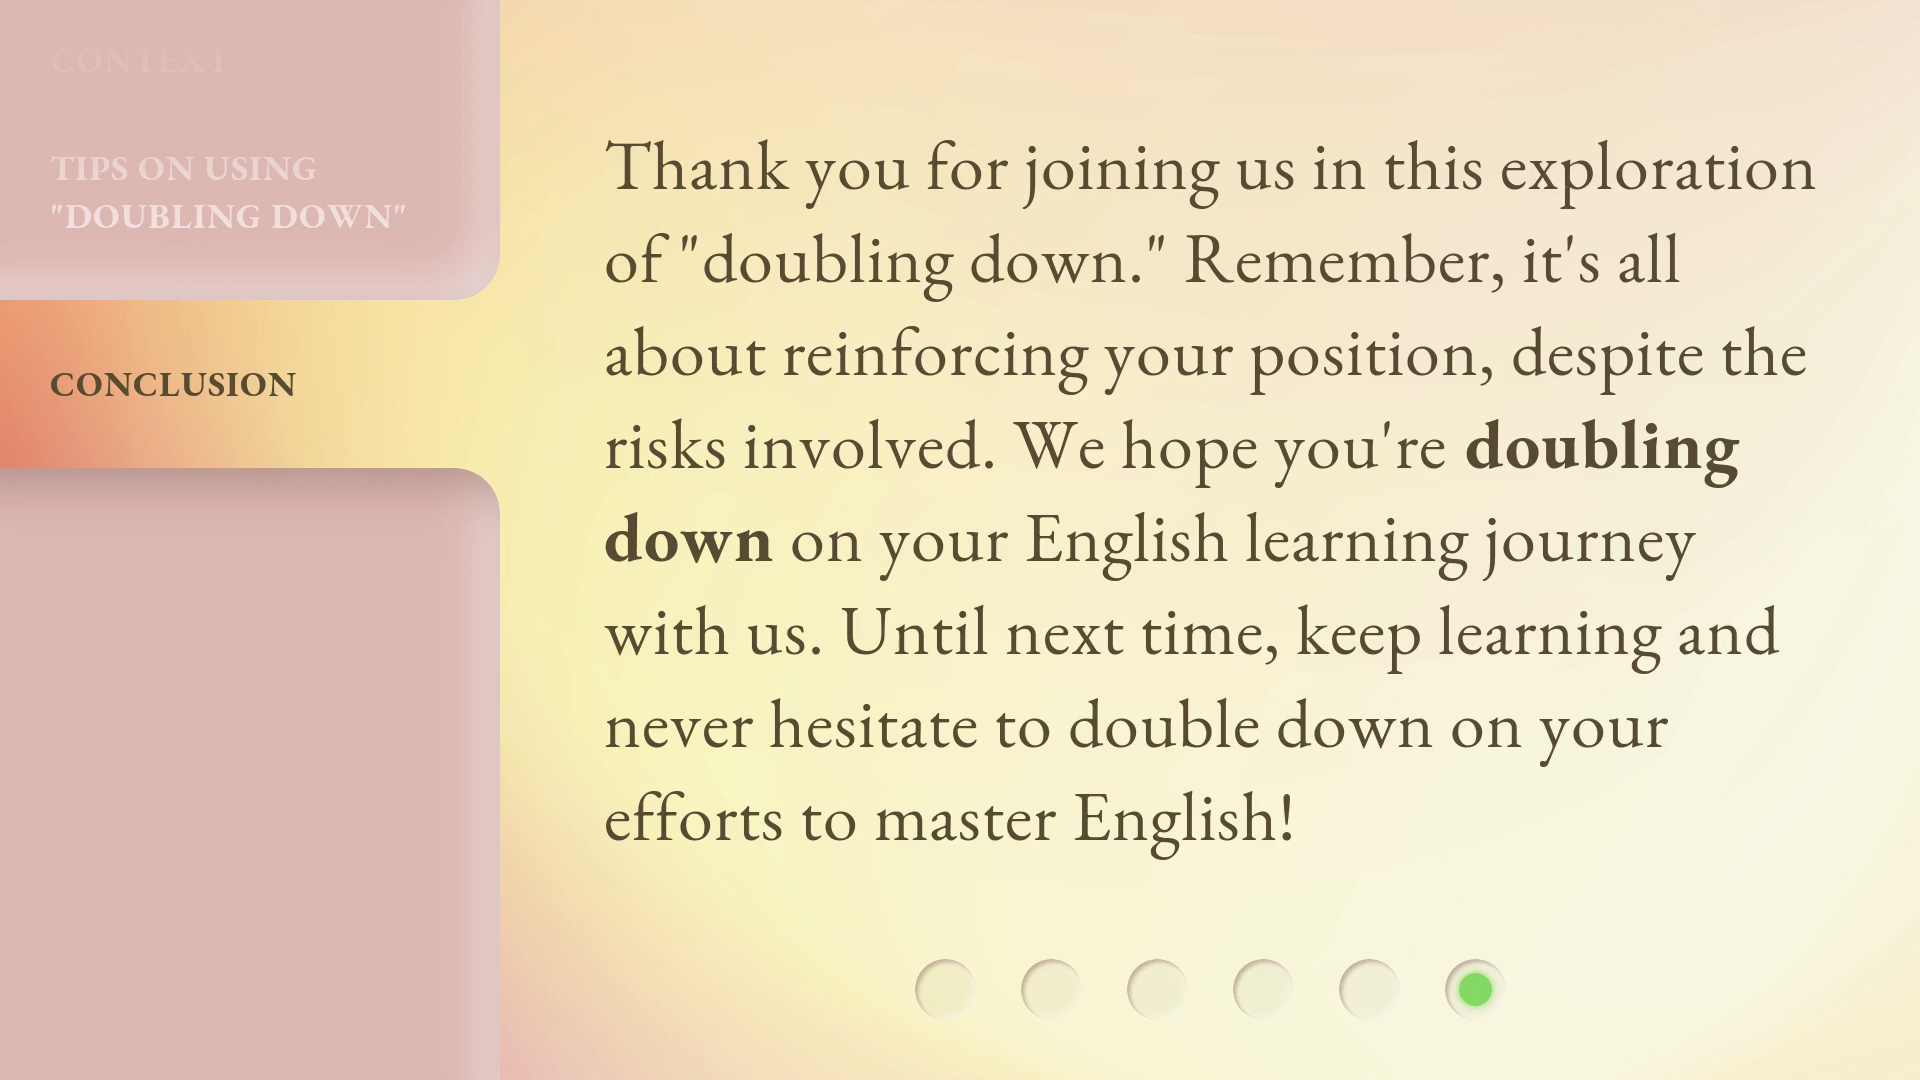 CONTEXT
TIPS ON USING
"DOUBLING DOWN"
CONCLUSION
Thank you for joining us in this exploration
of "doubling down." Remember, it's all
about reinforcing your position, despite the
risks involved. We hope you're doubling
down on your English learning journey
with us. Until next time, keep learning and
never hesitate to double down on your
efforts to master English!